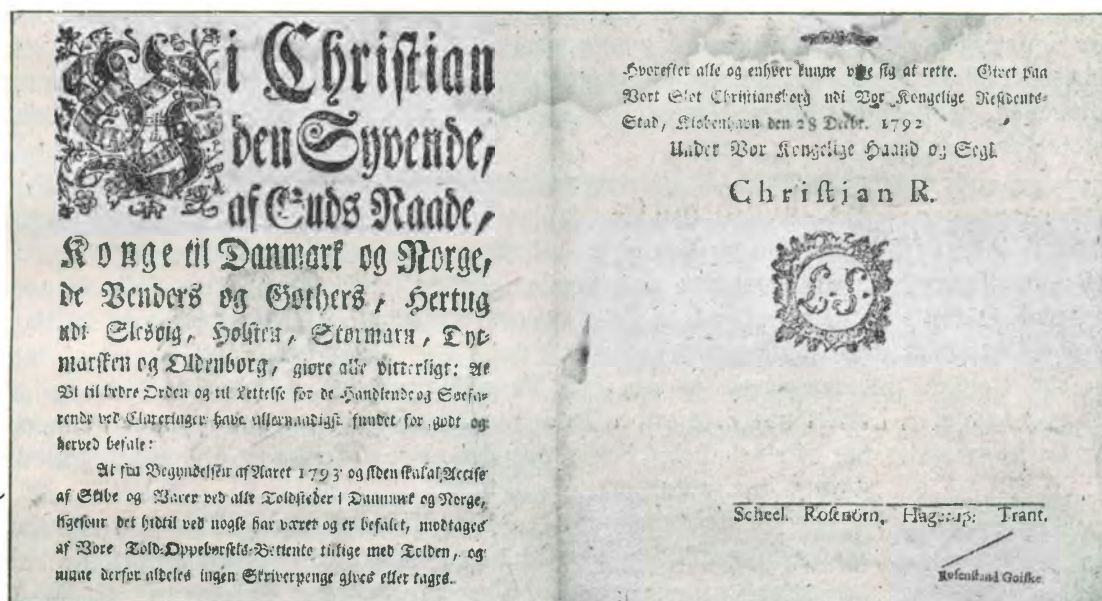 Vi Christian
den Syvende,
af Guds Naade,
Konge til Danmark og Norge,
de Venders og Gothers, Hertug
udi Slesvig, Holsten, Stormarn, Dyt-
marsken og Oldenborg, giøre alle vitterligt: At
Vi til bedre Orden og til Lettelse for de Handlende og Søefa-
rende ved Clareringer have allernaadigst fundet for godt og
herved befale:
At fra Begyndelsen af Aaret 1793 og siden skal al Accise
af Skibe og Varer ved alle Toldsteder i Danmark og Norge,
ligesom det hidtil ved nogle har været og er befalet, modtages
af Vore Told-Oppebørsels-Betiente tillige med Tolden, og
maae derfor aldeles ingen Skriverpenge gives eller tages.
Hvorefter alle og enhver kunne vide sig at rette. Givet paa
Vort Slot Christiansborg udi Vor Kongelige Residents-
Stad, Kiøbenhavn den 28 Decbr. 1792
Under Vor Kongelige Haand og Segl.
Christian R.
L S.
Scheel. Rosenörn. Hagerup. Trant.
Rosenstand Goiske.